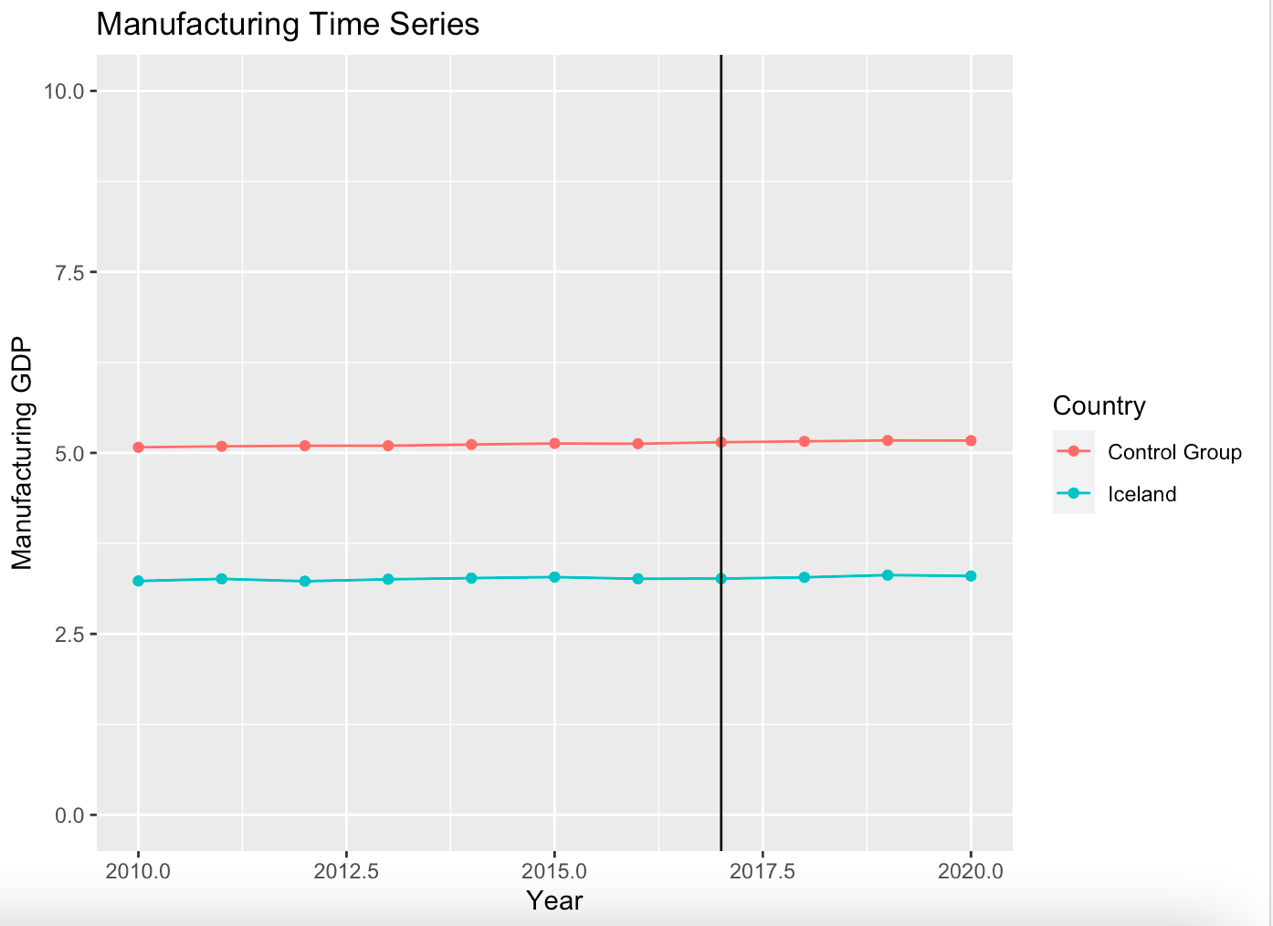 Manufacturing Time Series
10.0
7.5
5.0
2.5
0.0
Manufacturing GDP
2010.0 2012.5 2015.0 2017.5 2020.0
Year
Country
Control Group
Iceland